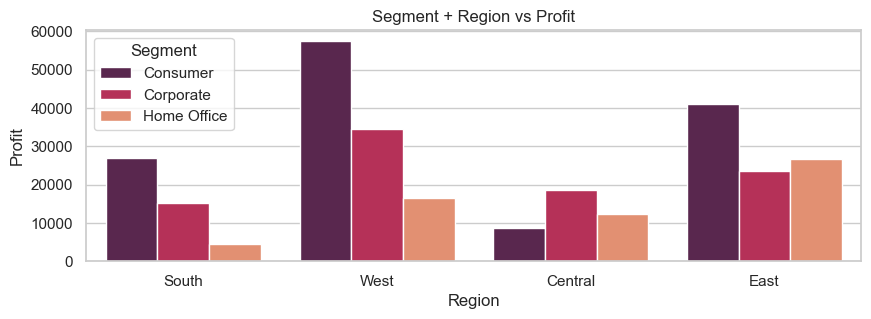 Segment + Region vs Profit
Segment
Consumer
Corporate
Home Office
Profit
60000
50000
40000
30000
20000
10000
0
South West Central East
Region